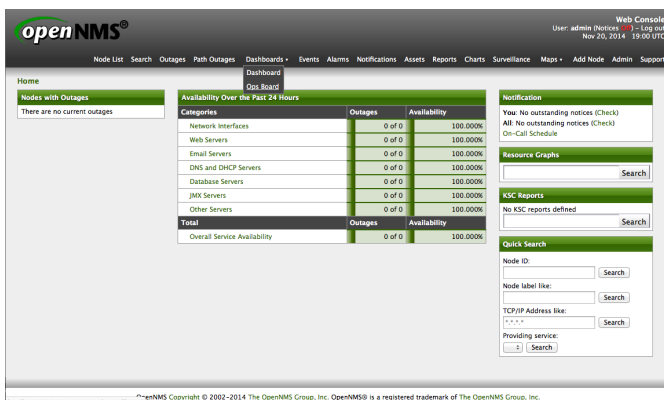 openNMS®
Web Console
User: admin (Notices Off) – Log out
Nov 20, 2014 19:00 UTC
Node List Search Outages Path Outages Dashboards Events Alarms Notifications Assets Reports Charts Surveillance Maps Add Node Admin Support
Dashboard
Ops Board
Home
Nodes with Outages
There are no current outages
Availability Over the Past 24 Hours
Categories Outages Availability
Network Interfaces 0 of 0 100.000%
Web Servers 0 of 0 100.000%
Email Servers 0 of 0 100.000%
DNS and DHCP Servers 0 of 0 100.000%
Database Servers 0 of 0 100.000%
JMX Servers 0 of 0 100.000%
Other Servers 0 of 0 100.000%
Total Outages Availability
Overall Service Availability 0 of 0 100.000%
Notification
You: No outstanding notices (Check)
All: No outstanding notices (Check)
On-Call Schedule
Resource Graphs
Search
KSC Reports
No KSC reports defined
Search
Quick Search
Node ID:
Search
Node label like:
Search
TCP/IP Address like:
*.*.*.* Search
Providing service:
Search
OpenNMS Copyright © 2002-2014 The OpenNMS Group, Inc. OpenNMS® is a registered trademark of The OpenNMS Group, Inc.